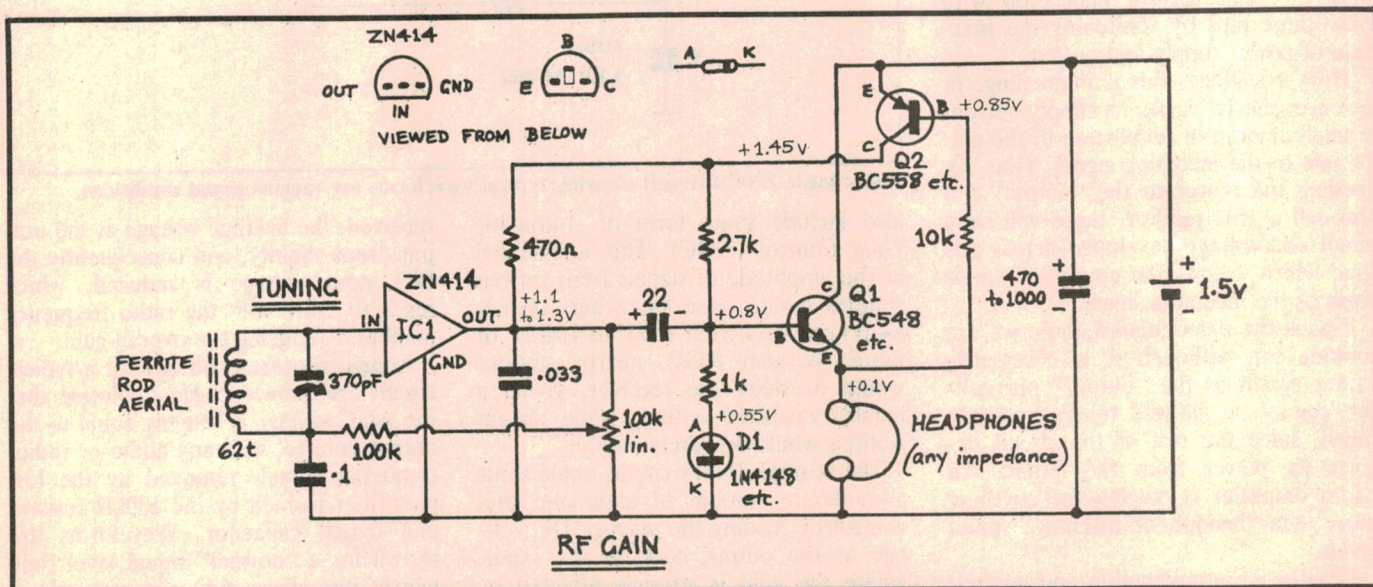 ZN414
OUT
GND
IN
VIEWED FROM BELOW
B
E
C
A
K
E
B
+0.85V
C
Q2
BC558 etc.
+1.45V
470Ω
2.7k
10k
470
to 1000
+
-
+
-
1.5V
TUNING
ZN414
IN
IC1
OUT
GND
+1.1
to 1.3V
22
+
-
+0.8V
B
C
E
Q1
BC548
etc.
+0.1V
FERRITE
ROD
AERIAL
62t
370pF
.033
100k
lin.
1k
+0.55V
A
D1
1N4148
etc.
K
HEADPHONES
(any impedance)
100k
.1
RF GAIN